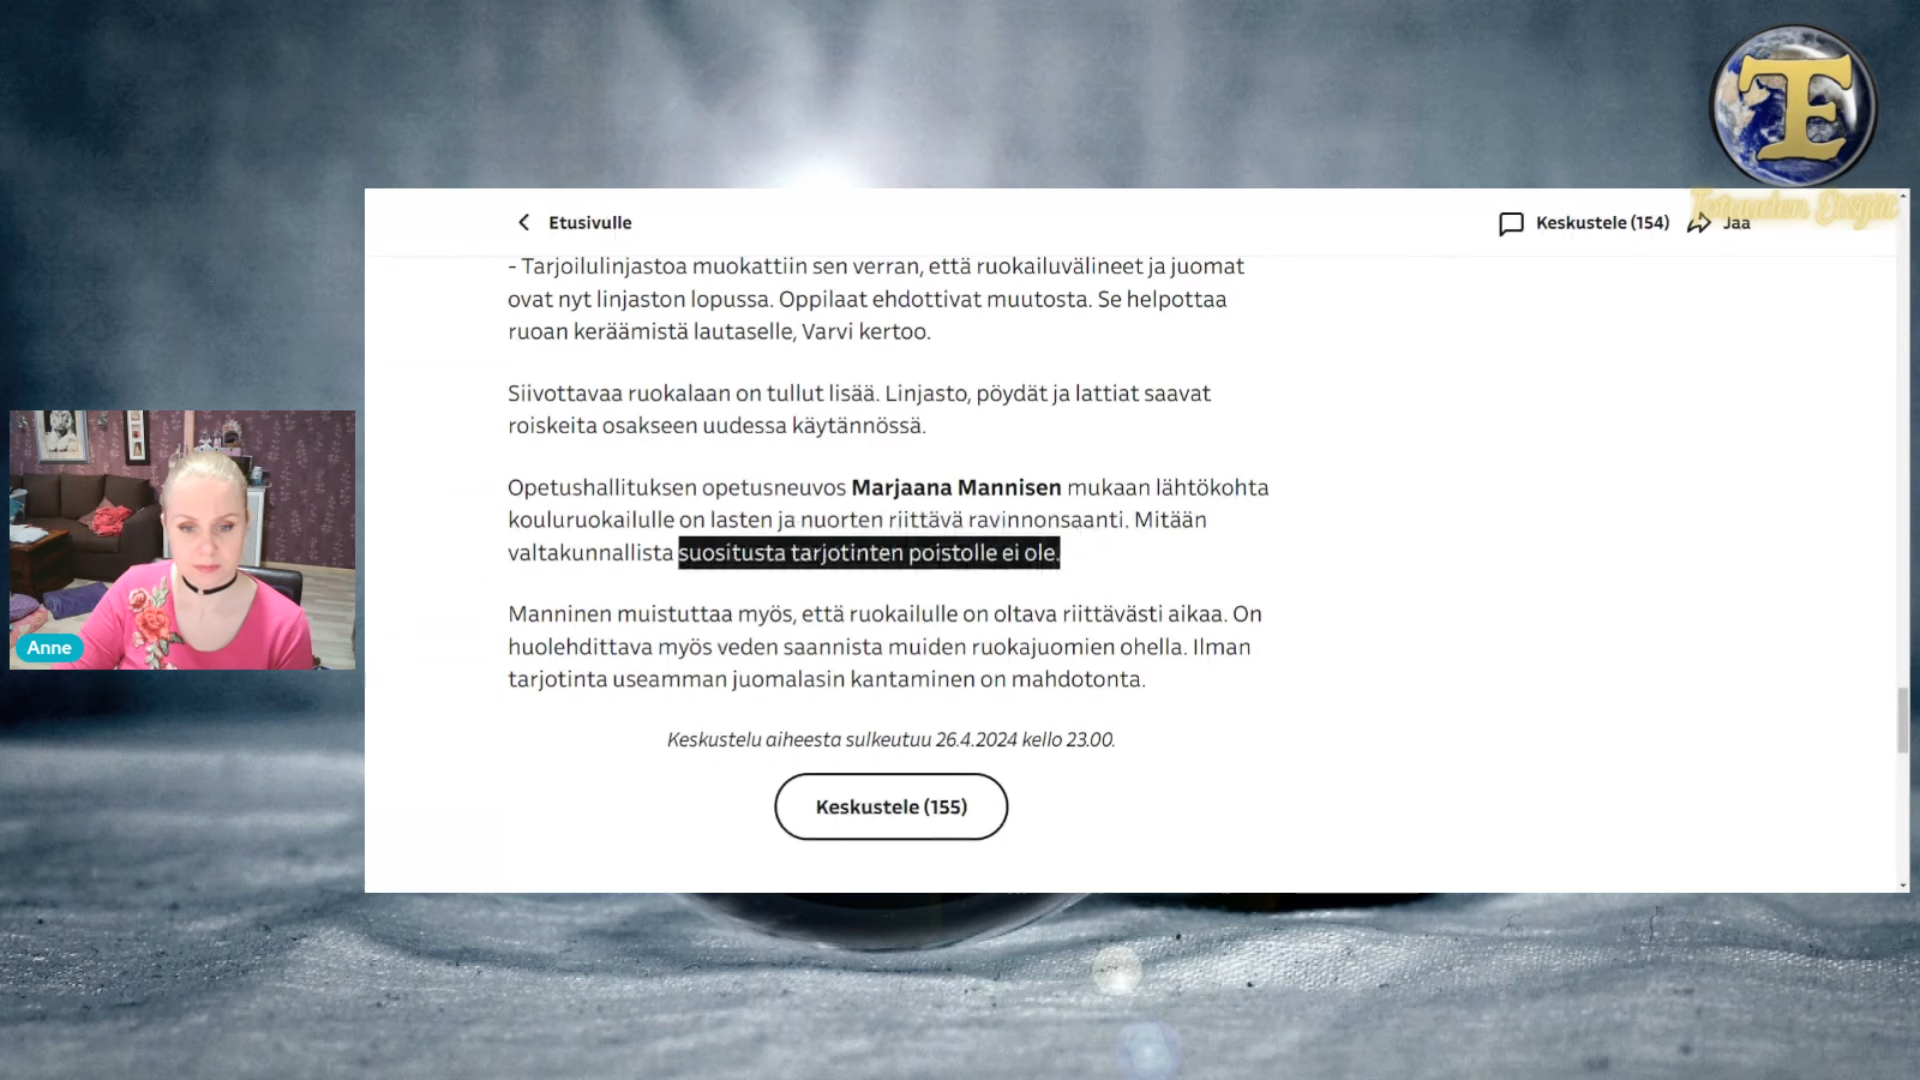 TE
Totuuden Etsijät
Etusivulle
Keskustele (154)
Jaa
- Tarjoilulinjastoa muokattiin sen verran, että ruokailuvälineet ja juomat
ovat nyt linjaston lopussa. Oppilaat ehdottivat muutosta. Se helpottaa
ruoan keräämistä lautaselle, Varvi kertoo.
Siivottavaa ruokalaan on tullut lisää. Linjasto, pöydät ja lattiat saavat
roiskeita osakseen uudessa käytännössä.
Opetushallituksen opetusneuvos Marjaana Mannisen mukaan lähtökohta
kouluruokailulle on lasten ja nuorten riittävä ravinnonsaanti. Mitään
valtakunnallista suositusta tarjotinten poistolle ei ole.
Manninen muistuttaa myös, että ruokailulle on oltava riittävästi aikaa. On
huolehdittava myös veden saannista muiden ruokajuomien ohella. Ilman
tarjotinta useamman juomalasin kantaminen on mahdotonta.
Keskustelu aiheesta sulkeutuu 26.4.2024 kello 23.00.
Keskustele (155)
Anne